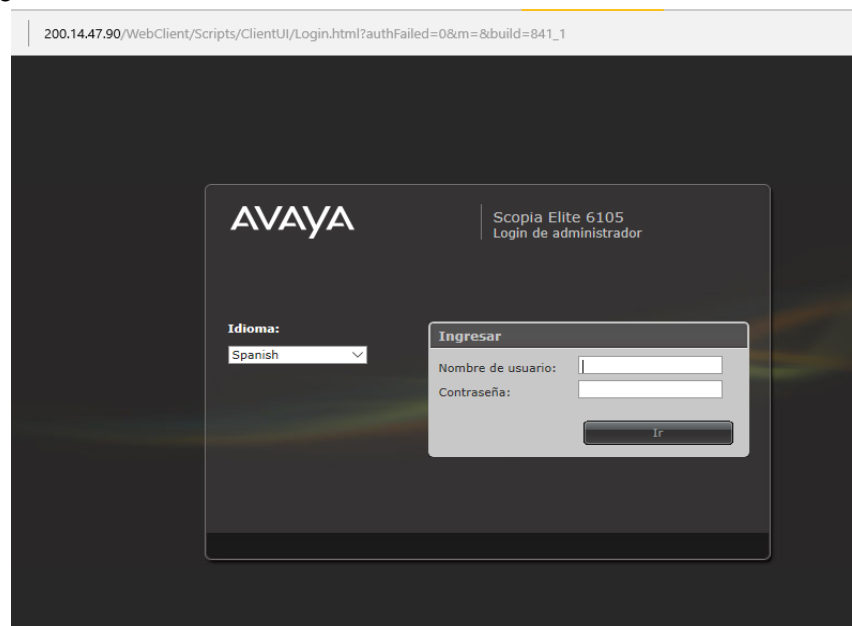 200.14.47.90/WebClient/Scripts/ClientUI/Login.html?authFailed=0&m=&build=841_1
AVAYA
Scopia Elite 6105
Login de administrador
Idioma:
Spanish
Ingresar
Nombre de usuario:
Contraseña:
Ir